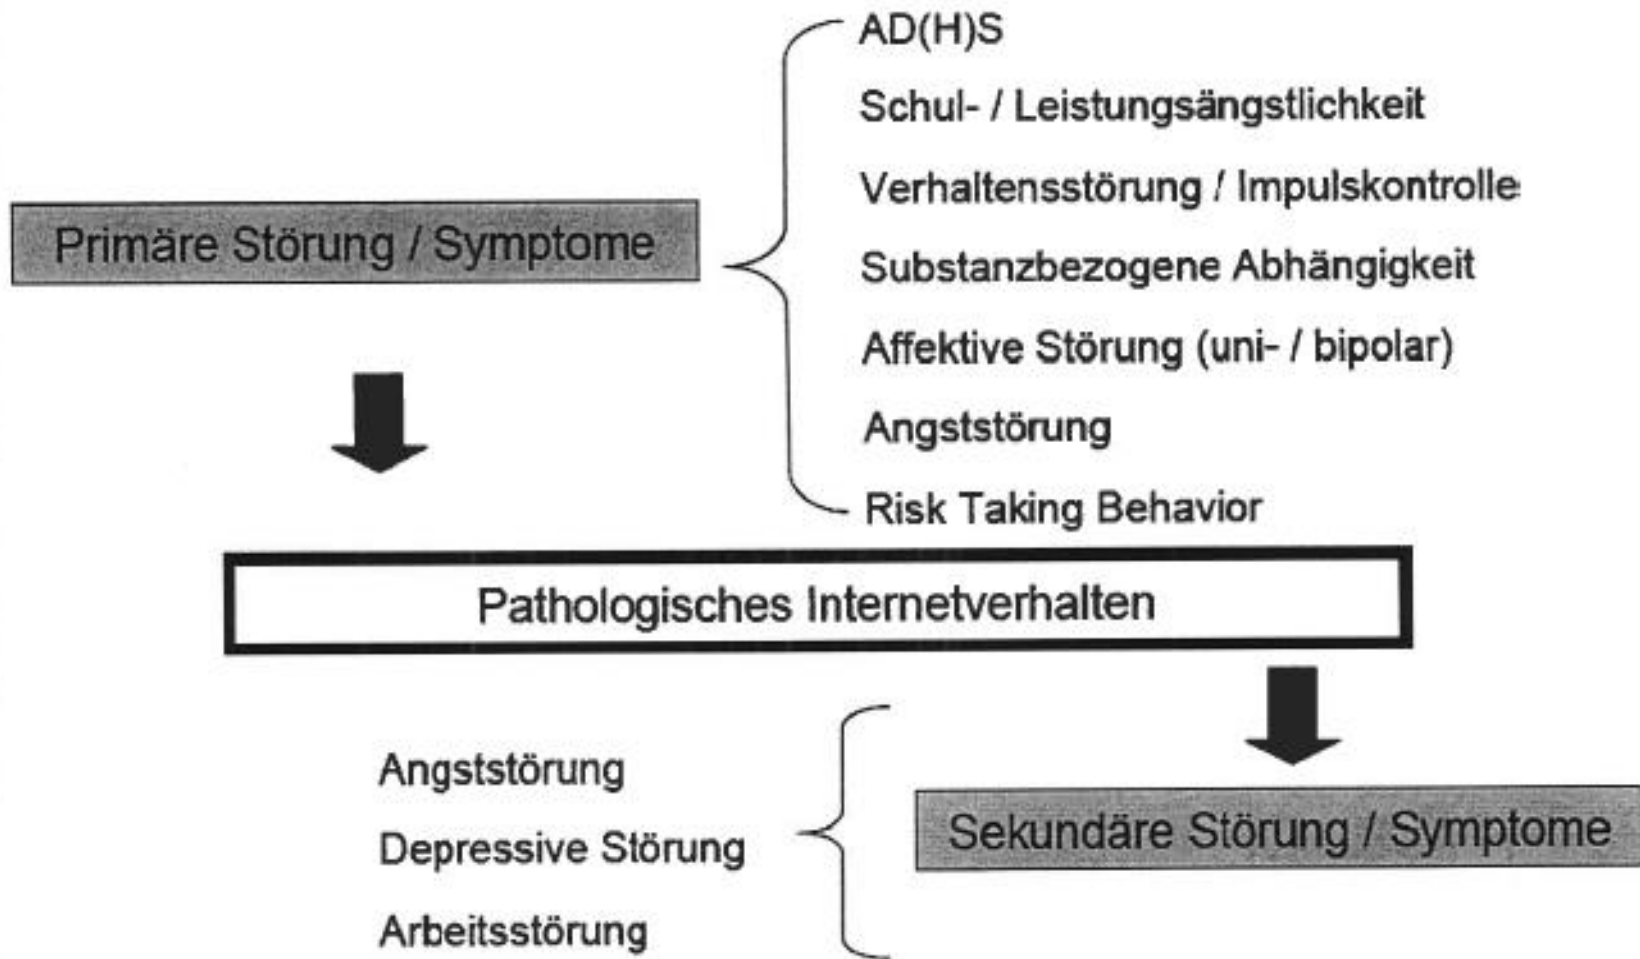 AD(H)S
Schul- / Leistungsängstlichkeit
Verhaltensstörung / Impulskontrolle
Primäre Störung / Symptome
Substanzbezogene Abhängigkeit
Affektive Störung (uni- / bipolar)
Angststörung
Risk Taking Behavior
Pathologisches Internetverhalten
Angststörung
Depressive Störung
Arbeitsstörung
Sekundäre Störung / Symptome